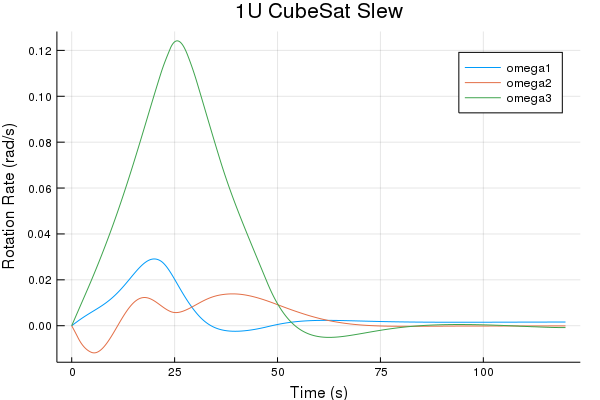 1U CubeSat Slew
Rotation Rate (rad/s)
0.12
0.10
0.08
0.06
0.04
0.02
0.00
omega1
omega2
omega3
0 25 50 75 100
Time (s)